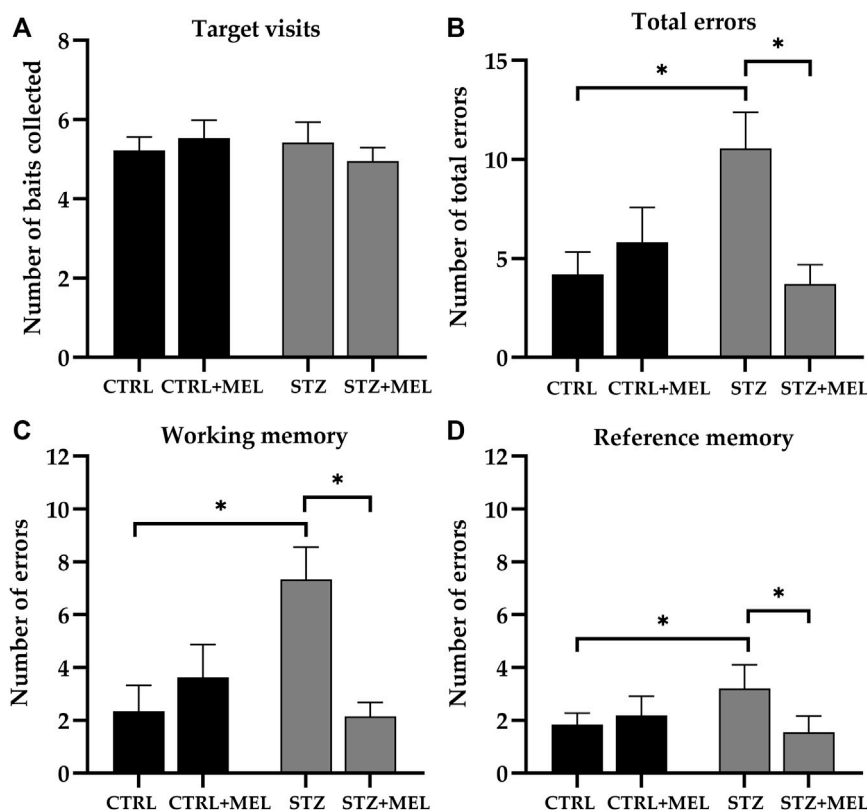 A
Target visits
Number of baits collected
8
6
4
2
0
CTRL CTRL+MEL STZ STZ+MEL
B
Total errors
Number of total errors
15
10
5
0
* *
CTRL CTRL+MEL STZ STZ+MEL
C
Working memory
Number of errors
12
10
8
6
4
2
0
* *
CTRL CTRL+MEL STZ STZ+MEL
D
Reference memory
Number of errors
12
10
8
6
4
2
0
* *
CTRL CTRL+MEL STZ STZ+MEL